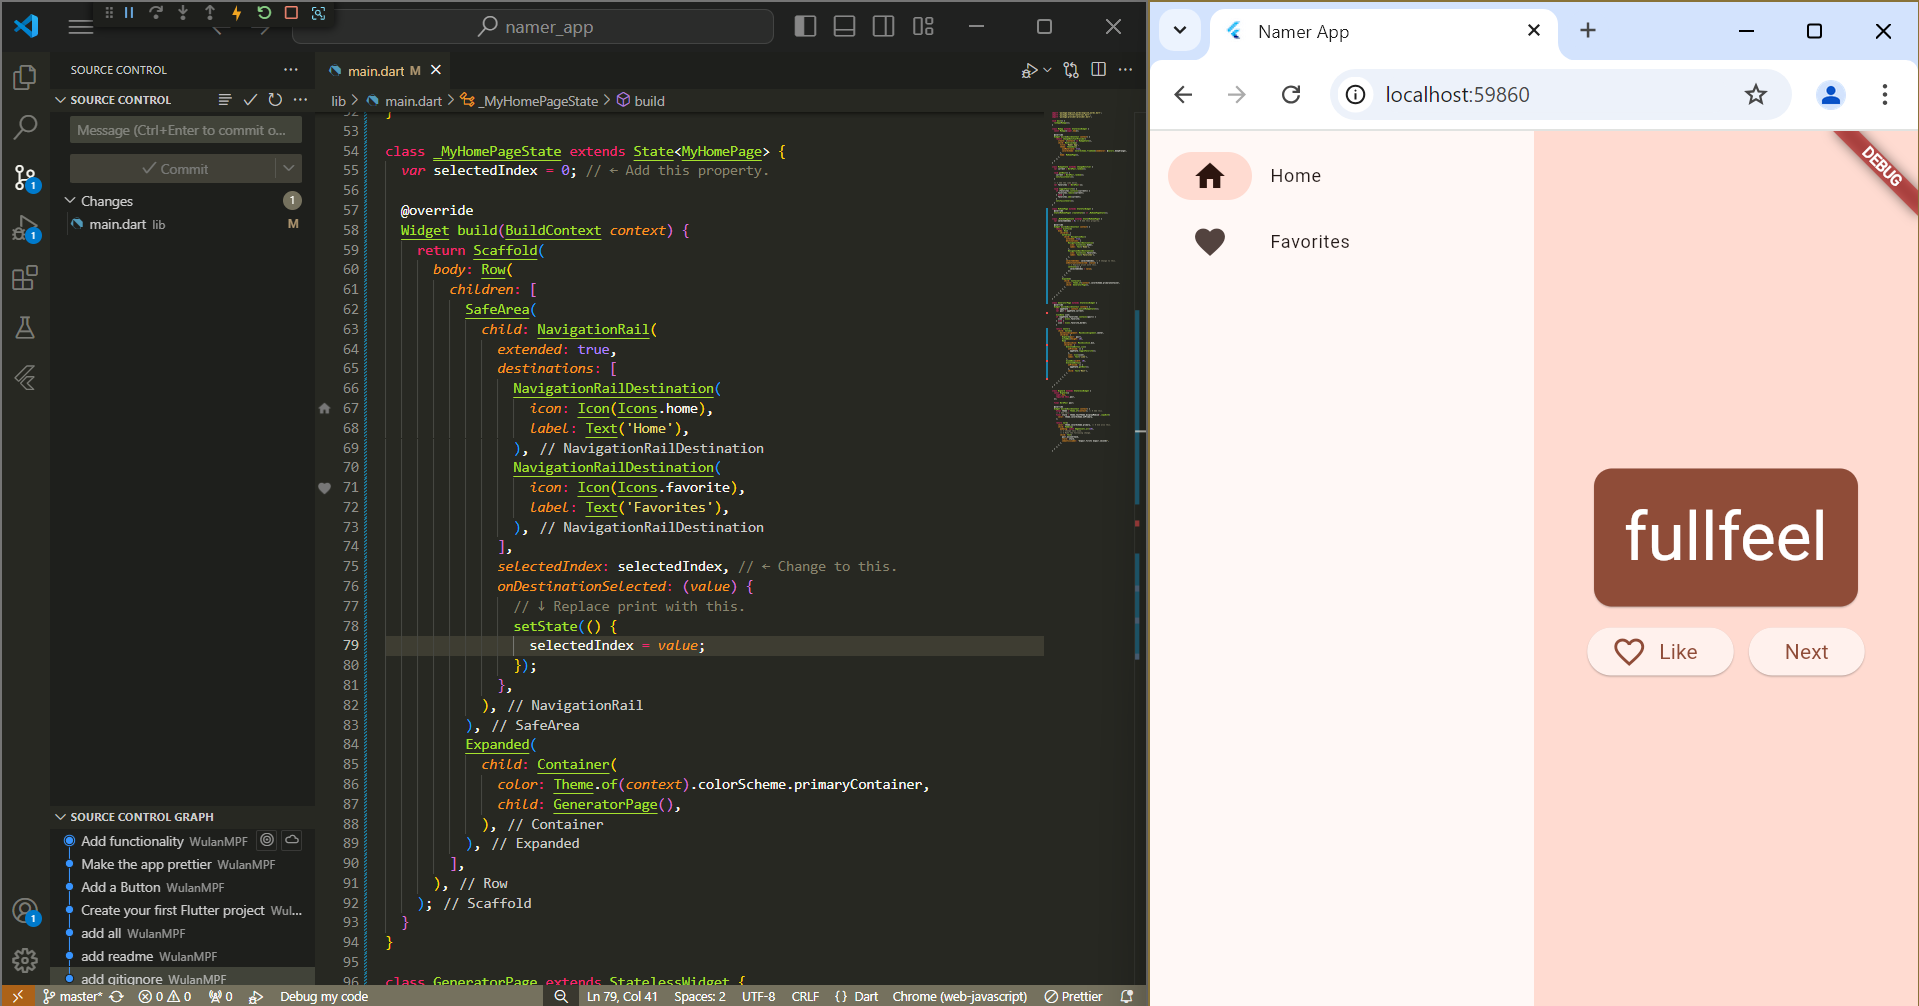 namer_app
SOURCE CONTROL
SOURCE CONTROL
Message (Ctrl+Enter to commit o...
Commit
Changes 1
main.dart lib M
SOURCE CONTROL GRAPH
Add functionality WulanMPF
Make the app prettier WulanMPF
Add a Button WulanMPF
Create your first Flutter project Wul...
add all WulanMPF
add readme WulanMPF
add gitignore WulanMPF
1
1
1
main.dart M
lib > main.dart > _MyHomePageState > build
52 }
53
54 class _MyHomePageState extends State<MyHomePage> {
55 var selectedIndex = 0; // ← Add this property.
56
57 @override
58 Widget build(BuildContext context) {
59 return Scaffold(
60 body: Row(
61 children: [
62 SafeArea(
63 child: NavigationRail(
64 extended: true,
65 destinations: [
66 NavigationRailDestination(
67 icon: Icon(Icons.home),
68 label: Text('Home'),
69 ), // NavigationRailDestination
70 NavigationRailDestination(
71 icon: Icon(Icons.favorite),
72 label: Text('Favorites'),
73 ), // NavigationRailDestination
74 ],
75 selectedIndex: selectedIndex, // ← Change to this.
76 onDestinationSelected: (value) {
77 // ↓ Replace print with this.
78 setState(() {
79 selectedIndex = value;
80 });
81 },
82 ), // NavigationRail
83 ), // SafeArea
84 Expanded(
85 child: Container(
86 color: Theme.of(context).colorScheme.primaryContainer,
87 child: GeneratorPage(),
88 ), // Container
89 ), // Expanded
90 ],
91 ), // Row
92 ); // Scaffold
93 }
94 }
95
96 class GeneratorPage extends StatelessWidget {
master* 0 0 0 Debug my code Ln 79, Col 41 Spaces: 2 UTF-8 CRLF {} Dart Chrome (web-javascript) Prettier
Namer App
localhost:59860
DEBUG
Home
Favorites
fullfeel
Like
Next